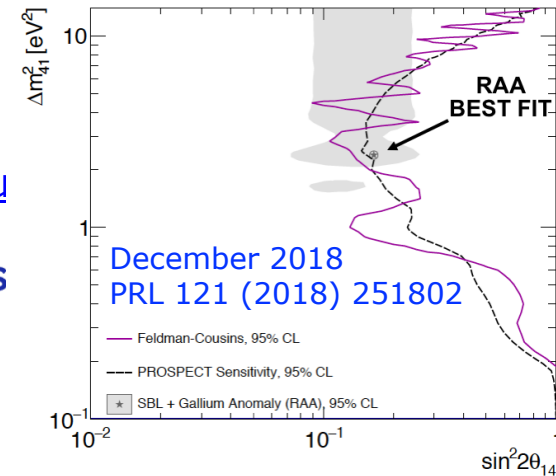 10
Δm²₄₁ [eV²]
RAA
BEST FIT
1
u
s
December 2018
PRL 121 (2018) 251802
Feldman-Cousins, 95% CL
PROSPECT Sensitivity, 95% CL
SBL + Gallium Anomaly (RAA), 95% CL
10⁻¹
10⁻² 10⁻¹ 1
sin²2θ₁₄